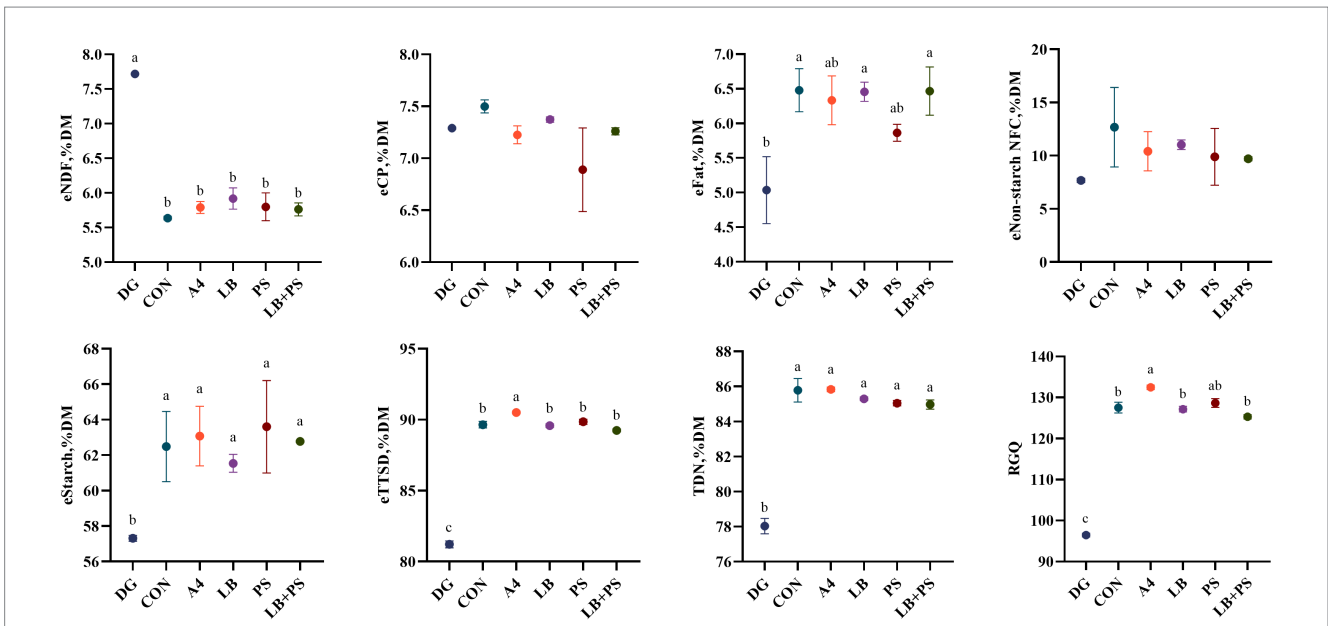 eNDF,%DM
8.0
7.5
7.0
6.5
6.0
5.5
5.0
a
b
b
b
b
b
DG
CON
A4
LB
PS
LB+PS
eCP,%DM
8.0
7.5
7.0
6.5
6.0
DG
CON
A4
LB
PS
LB+PS
eFat,%DM
7.0
6.5
6.0
5.5
5.0
4.5
4.0
b
a
ab
a
ab
a
DG
CON
A4
LB
PS
LB+PS
eNon-starch NFC,%DM
20
15
10
5
0
DG
CON
A4
LB
PS
LB+PS
eStarch,%DM
68
66
64
62
60
58
56
b
a
a
a
a
a
DG
CON
A4
LB
PS
LB+PS
eTTSD,%DM
95
90
85
80
c
b
a
b
b
b
DG
CON
A4
LB
PS
LB+PS
TDN,%DM
88
86
84
82
80
78
76
b
a
a
a
a
a
DG
CON
A4
LB
PS
LB+PS
RGQ
140
130
120
110
100
90
c
b
a
b
ab
b
DG
CON
A4
LB
PS
LB+PS